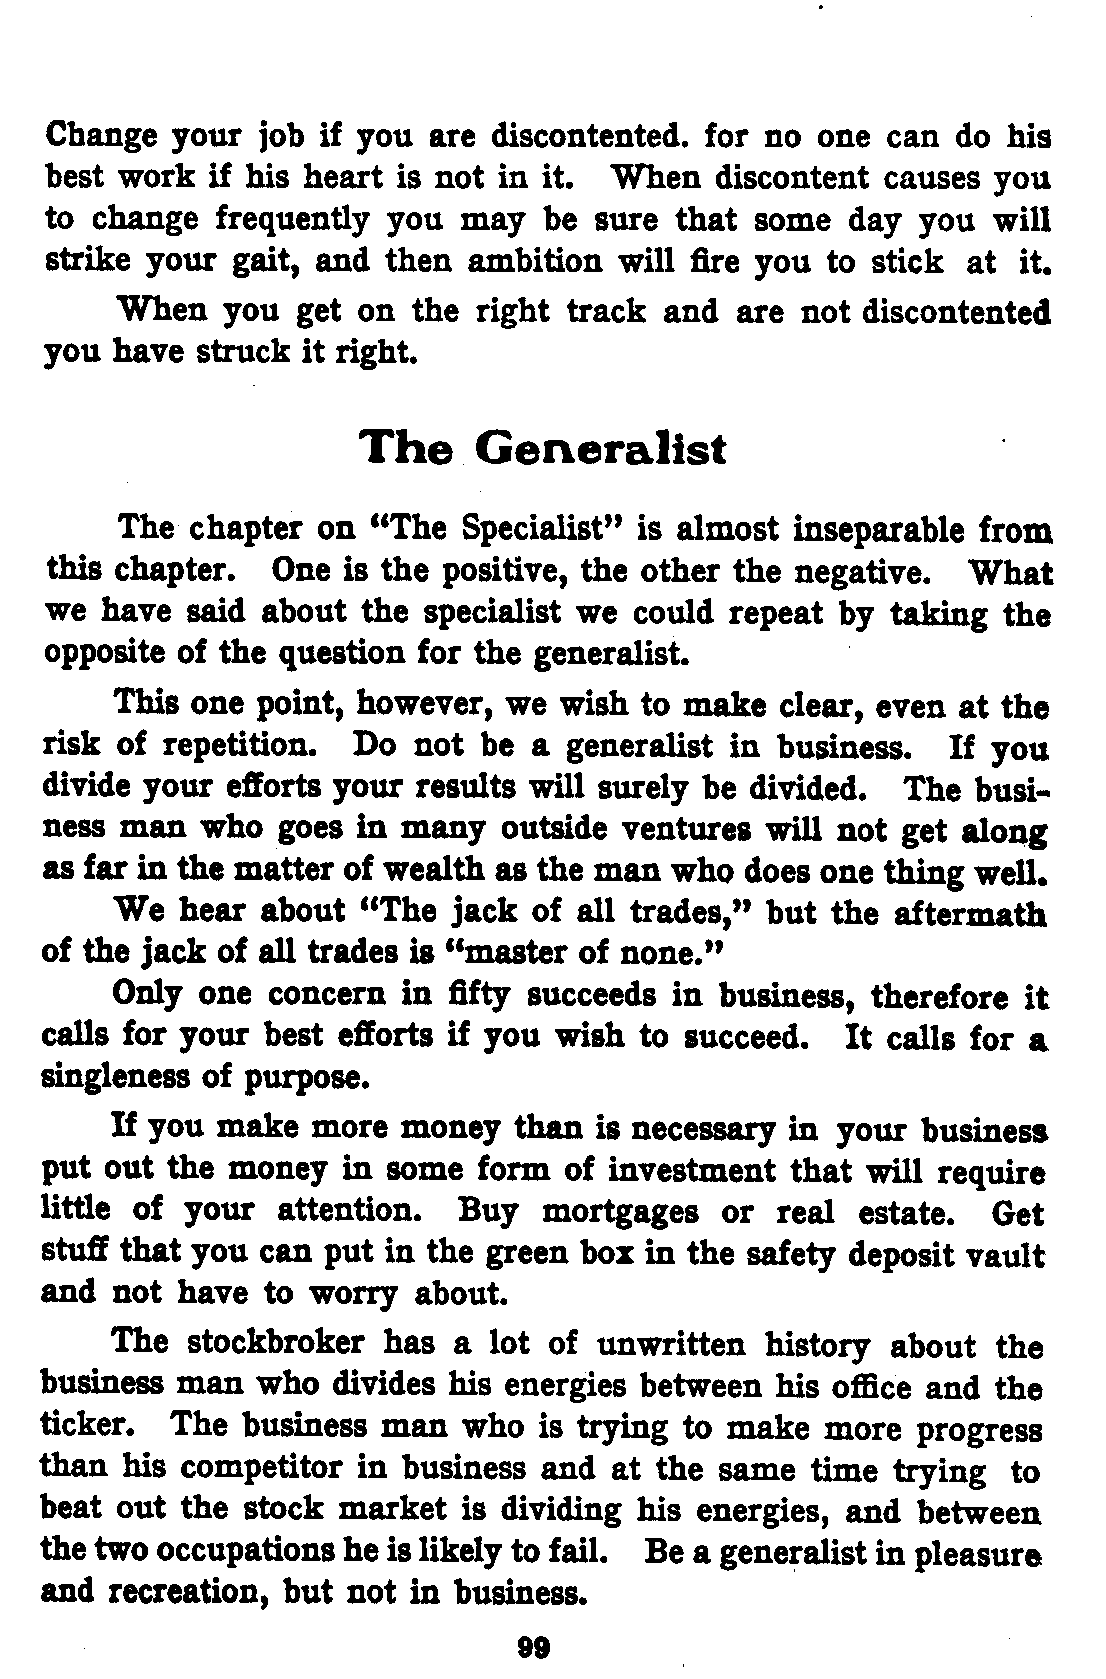 Change your job if you are discontented. for no one can do his
best work if his heart is not in it. When discontent causes you
to change frequently you may be sure that some day you will
strike your gait, and then ambition will fire you to stick at it.
When you get on the right track and are not discontented
you have struck it right.
The Generalist
The chapter on “The Specialist” is almost inseparable from
this chapter. One is the positive, the other the negative. What
we have said about the specialist we could repeat by taking the
opposite of the question for the generalist.
This one point, however, we wish to make clear, even at the
risk of repetition. Do not be a generalist in business. If you
divide your efforts your results will surely be divided. The busi-
ness man who goes in many outside ventures will not get along
as far in the matter of wealth as the man who does one thing well.
We hear about “The jack of all trades,” but the aftermath
of the jack of all trades is “master of none.”
Only one concern in fifty succeeds in business, therefore it
calls for your best efforts if you wish to succeed. It calls for a
singleness of purpose.
If you make more money than is necessary in your business
put out the money in some form of investment that will require
little of your attention. Buy mortgages or real estate. Get
stuff that you can put in the green box in the safety deposit vault
and not have to worry about.
The stockbroker has a lot of unwritten history about the
business man who divides his energies between his office and the
ticker. The business man who is trying to make more progress
than his competitor in business and at the same time trying to
beat out the stock market is dividing his energies, and between
the two occupations he is likely to fail. Be a generalist in pleasure
and recreation, but not in business.
99